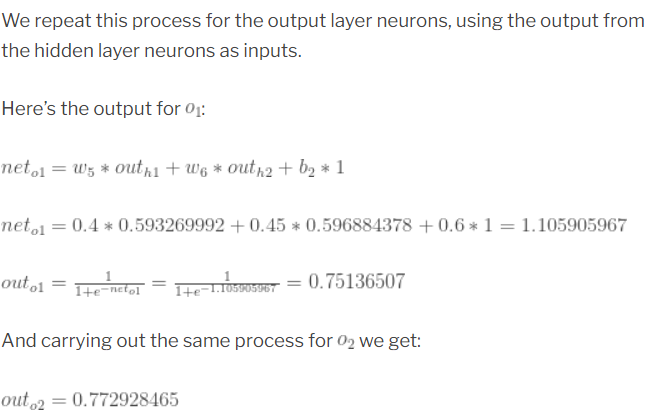 We repeat this process for the output layer neurons, using the output from
the hidden layer neurons as inputs.
Here's the output for o₁:
net_{o1} = w_5 * out_{h1} + w_6 * out_{h2} + b_2 * 1
net_{o1} = 0.4 * 0.593269992 + 0.45 * 0.596884378 + 0.6 * 1 = 1.105905967
out_{o1} = \frac{1}{1+e^{-net_{o1}}} = \frac{1}{1+e^{-1.105905967}} = 0.75136507
And carrying out the same process for o₂ we get:
out_{o2} = 0.772928465